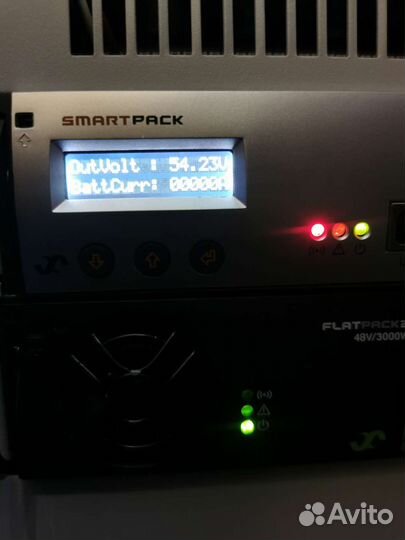 SMARTPACK
OutVolt : 54.23V
BattCurr: 00000A
FLATPACK2
48V/3000W
Avito